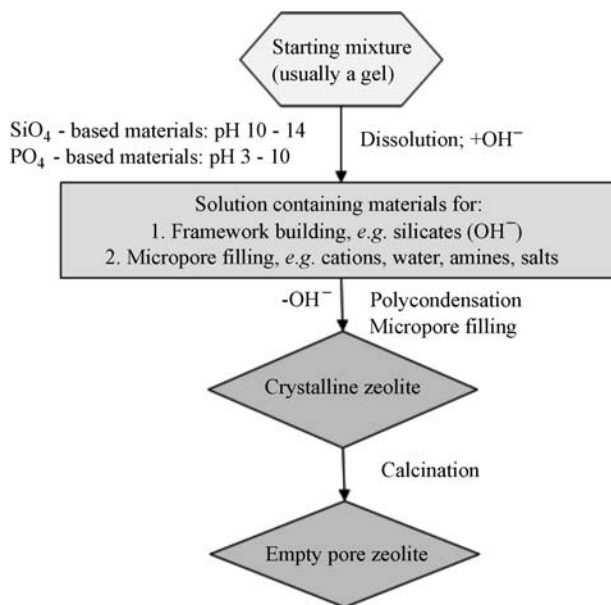 Starting mixture
(usually a gel)
SiO₄ - based materials: pH 10 - 14
PO₄ - based materials: pH 3 - 10
Dissolution; +OH⁻
Solution containing materials for:
1. Framework building, e.g. silicates (OH⁻)
2. Micropore filling, e.g. cations, water, amines, salts
-OH⁻
Polycondensation
Micropore filling
Crystalline zeolite
Calcination
Empty pore zeolite